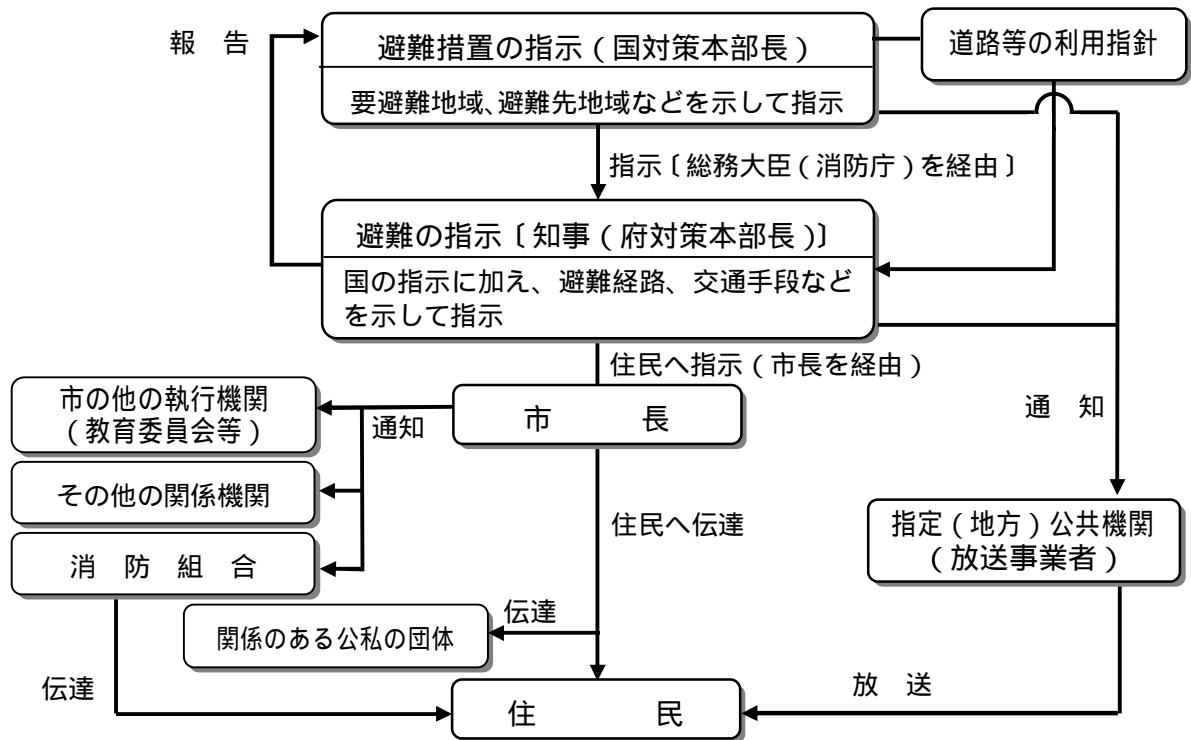 報　告
避難措置の指示（国対策本部長）
道路等の利用指針
要避難地域、避難先地域などを示して指示
指示〔総務大臣（消防庁）を経由〕
避難の指示〔知事（府対策本部長）〕
国の指示に加え、避難経路、交通手段など
を示して指示
住民へ指示（市長を経由）
市の他の執行機関
（教育委員会等）
通知
市　　長
通　知
その他の関係機関
住民へ伝達
指定（地方）公共機関
（放送事業者）
消　防　組　合
伝達
関係のある公私の団体
伝達
放　送
住　　民